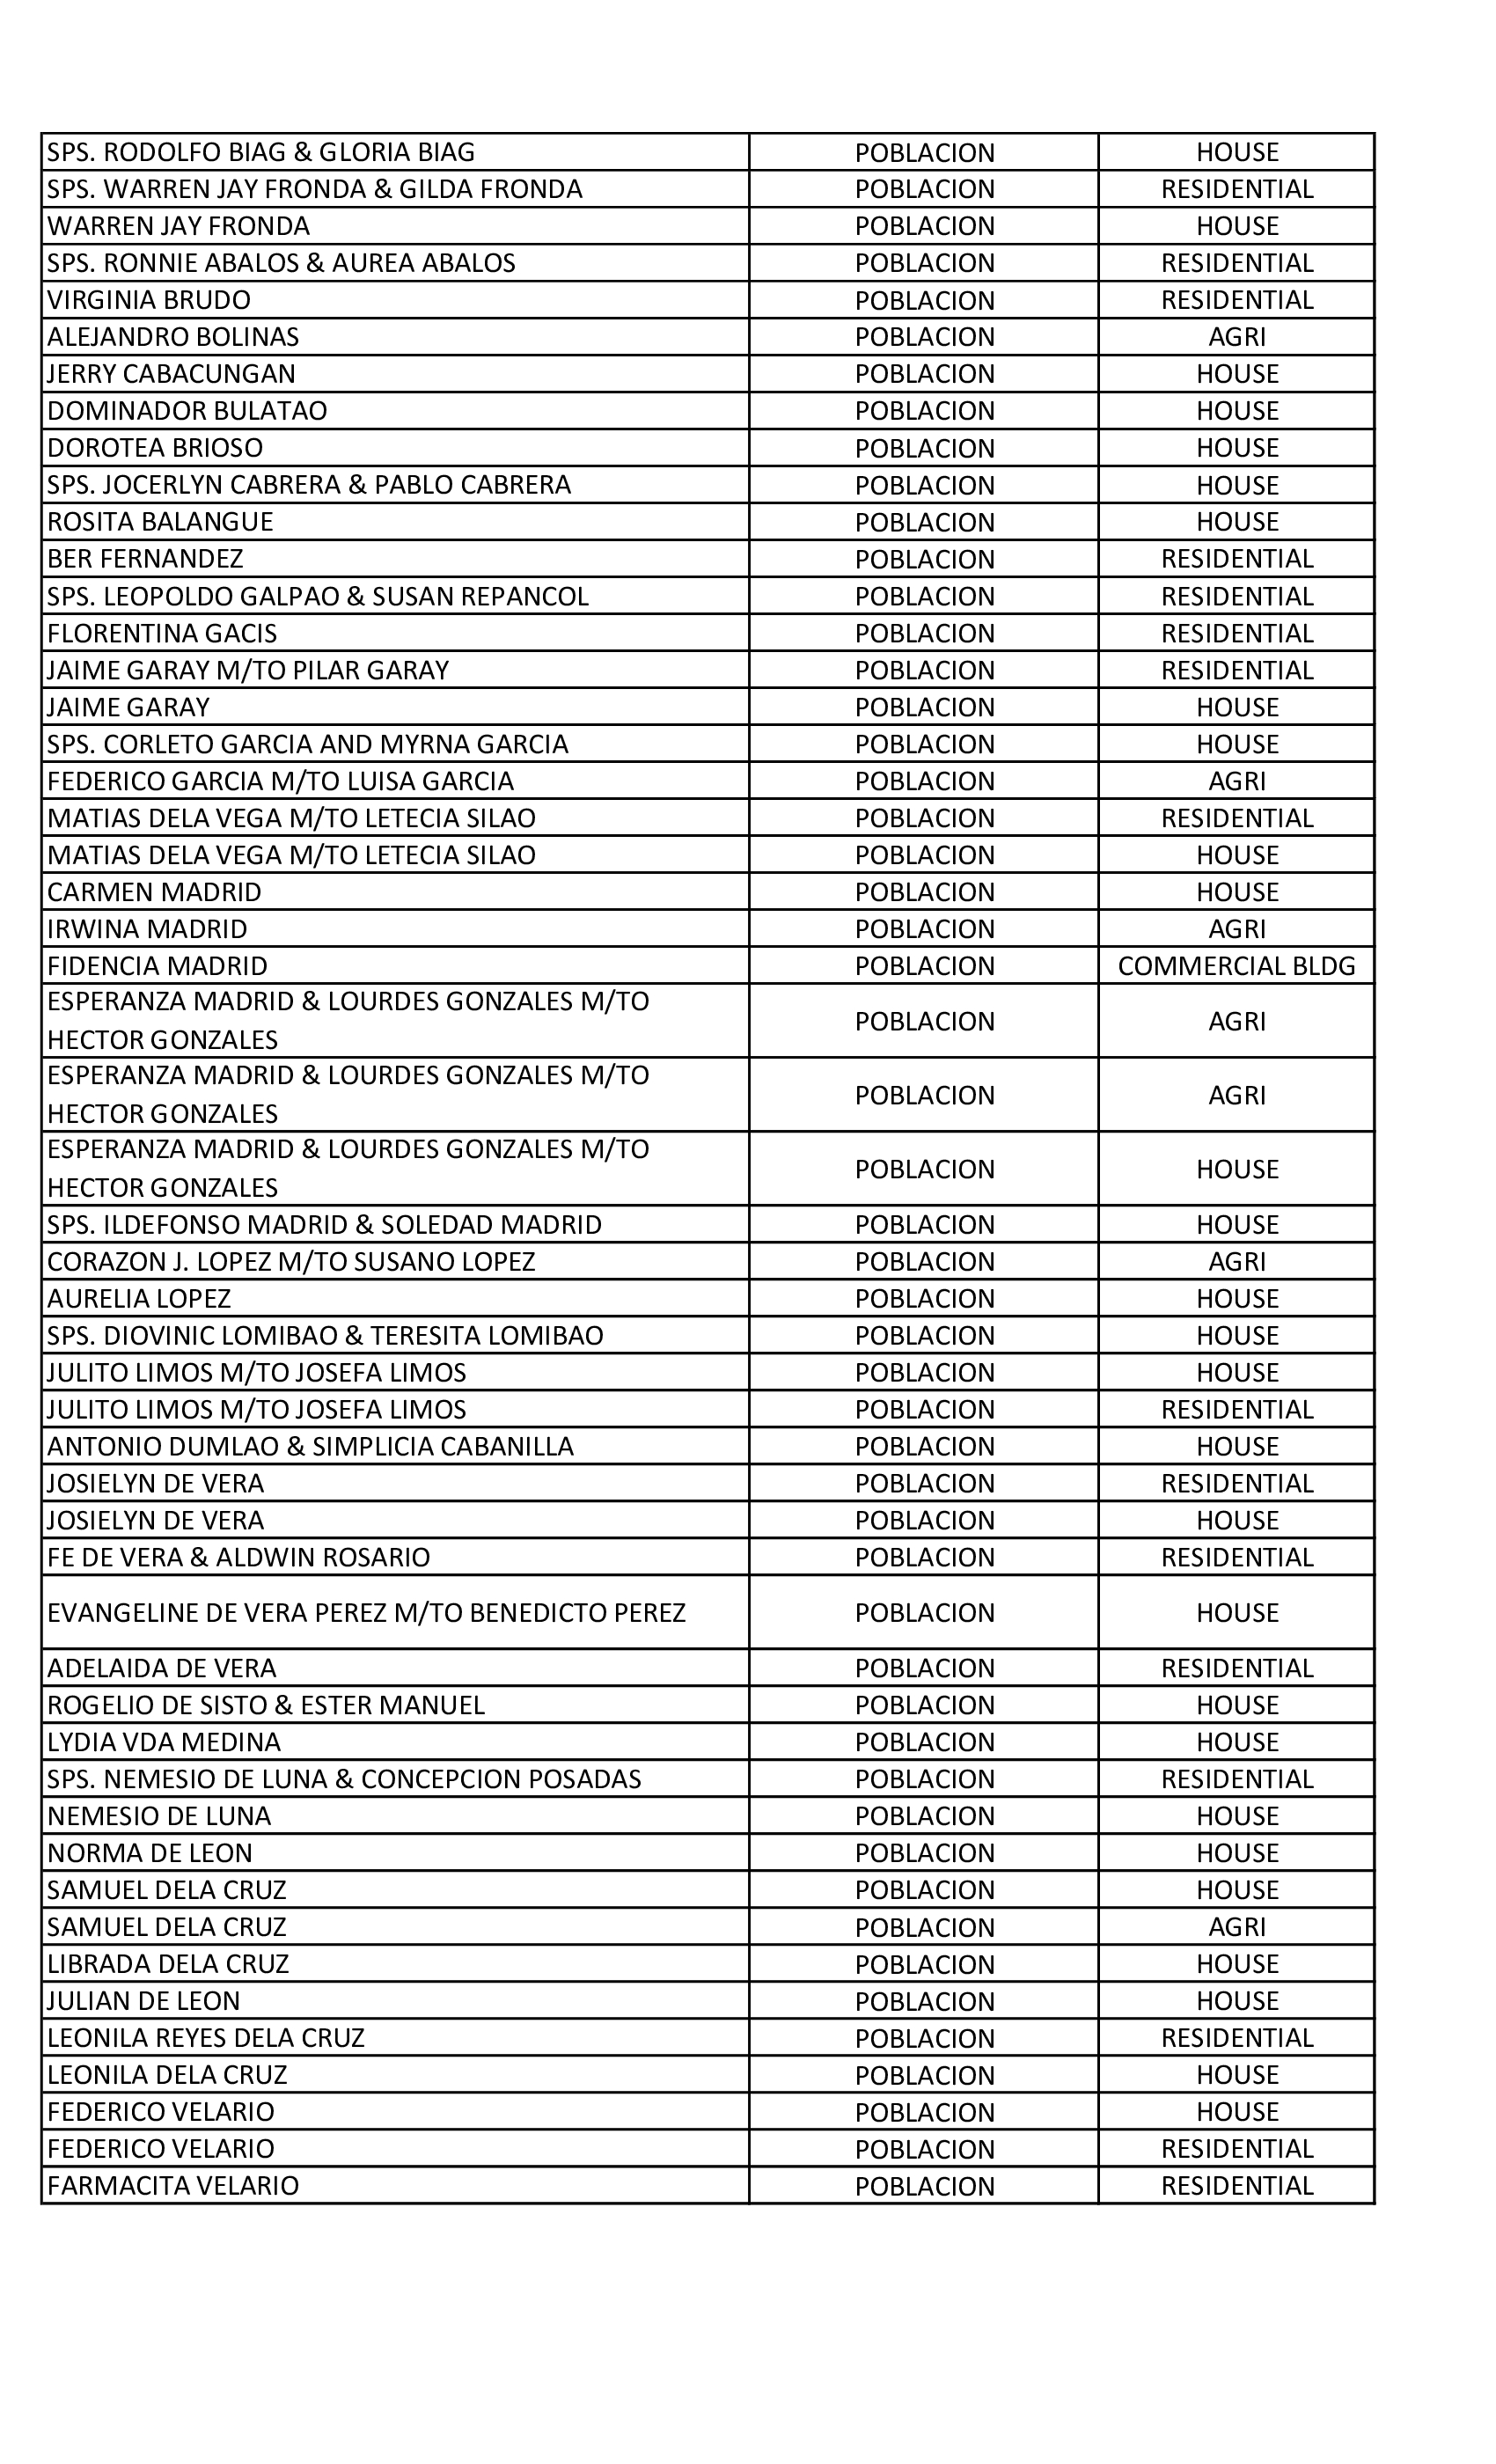 SPS. RODOLFO BIAG & GLORIA BIAG POBLACION HOUSE
SPS. WARREN JAY FRONDA & GILDA FRONDA POBLACION RESIDENTIAL
WARREN JAY FRONDA POBLACION HOUSE
SPS. RONNIE ABALOS & AUREA ABALOS POBLACION RESIDENTIAL
VIRGINIA BRUDO POBLACION RESIDENTIAL
ALEJANDRO BOLINAS POBLACION AGRI
JERRY CABACUNGAN POBLACION HOUSE
DOMINADOR BULATAO POBLACION HOUSE
DOROTEA BRIOSO POBLACION HOUSE
SPS. JOCERLYN CABRERA & PABLO CABRERA POBLACION HOUSE
ROSITA BALANGUE POBLACION HOUSE
BER FERNANDEZ POBLACION RESIDENTIAL
SPS. LEOPOLDO GALPAO & SUSAN REPANCOL POBLACION RESIDENTIAL
FLORENTINA GACIS POBLACION RESIDENTIAL
JAIME GARAY M/TO PILAR GARAY POBLACION RESIDENTIAL
JAIME GARAY POBLACION HOUSE
SPS. CORLETO GARCIA AND MYRNA GARCIA POBLACION HOUSE
FEDERICO GARCIA M/TO LUISA GARCIA POBLACION AGRI
MATIAS DELA VEGA M/TO LETECIA SILAO POBLACION RESIDENTIAL
MATIAS DELA VEGA M/TO LETECIA SILAO POBLACION HOUSE
CARMEN MADRID POBLACION HOUSE
IRWINA MADRID POBLACION AGRI
FIDENCIA MADRID POBLACION COMMERCIAL BLDG
ESPERANZA MADRID & LOURDES GONZALES M/TO
HECTOR GONZALES POBLACION AGRI
ESPERANZA MADRID & LOURDES GONZALES M/TO
HECTOR GONZALES POBLACION AGRI
ESPERANZA MADRID & LOURDES GONZALES M/TO
HECTOR GONZALES POBLACION HOUSE
SPS. ILDEFONSO MADRID & SOLEDAD MADRID POBLACION HOUSE
CORAZON J. LOPEZ M/TO SUSANO LOPEZ POBLACION AGRI
AURELIA LOPEZ POBLACION HOUSE
SPS. DIOVINIC LOMIBAO & TERESITA LOMIBAO POBLACION HOUSE
JULITO LIMOS M/TO JOSEFA LIMOS POBLACION HOUSE
JULITO LIMOS M/TO JOSEFA LIMOS POBLACION RESIDENTIAL
ANTONIO DUMLAO & SIMPLICIA CABANILLA POBLACION HOUSE
JOSIELYN DE VERA POBLACION RESIDENTIAL
JOSIELYN DE VERA POBLACION HOUSE
FE DE VERA & ALDWIN ROSARIO POBLACION RESIDENTIAL
EVANGELINE DE VERA PEREZ M/TO BENEDICTO PEREZ POBLACION HOUSE
ADELAIDA DE VERA POBLACION RESIDENTIAL
ROGELIO DE SISTO & ESTER MANUEL POBLACION HOUSE
LYDIA VDA MEDINA POBLACION HOUSE
SPS. NEMESIO DE LUNA & CONCEPCION POSADAS POBLACION RESIDENTIAL
NEMESIO DE LUNA POBLACION HOUSE
NORMA DE LEON POBLACION HOUSE
SAMUEL DELA CRUZ POBLACION HOUSE
SAMUEL DELA CRUZ POBLACION AGRI
LIBRADA DELA CRUZ POBLACION HOUSE
JULIAN DE LEON POBLACION HOUSE
LEONILA REYES DELA CRUZ POBLACION RESIDENTIAL
LEONILA DELA CRUZ POBLACION HOUSE
FEDERICO VELARIO POBLACION HOUSE
FEDERICO VELARIO POBLACION RESIDENTIAL
FARMACITA VELARIO POBLACION RESIDENTIAL